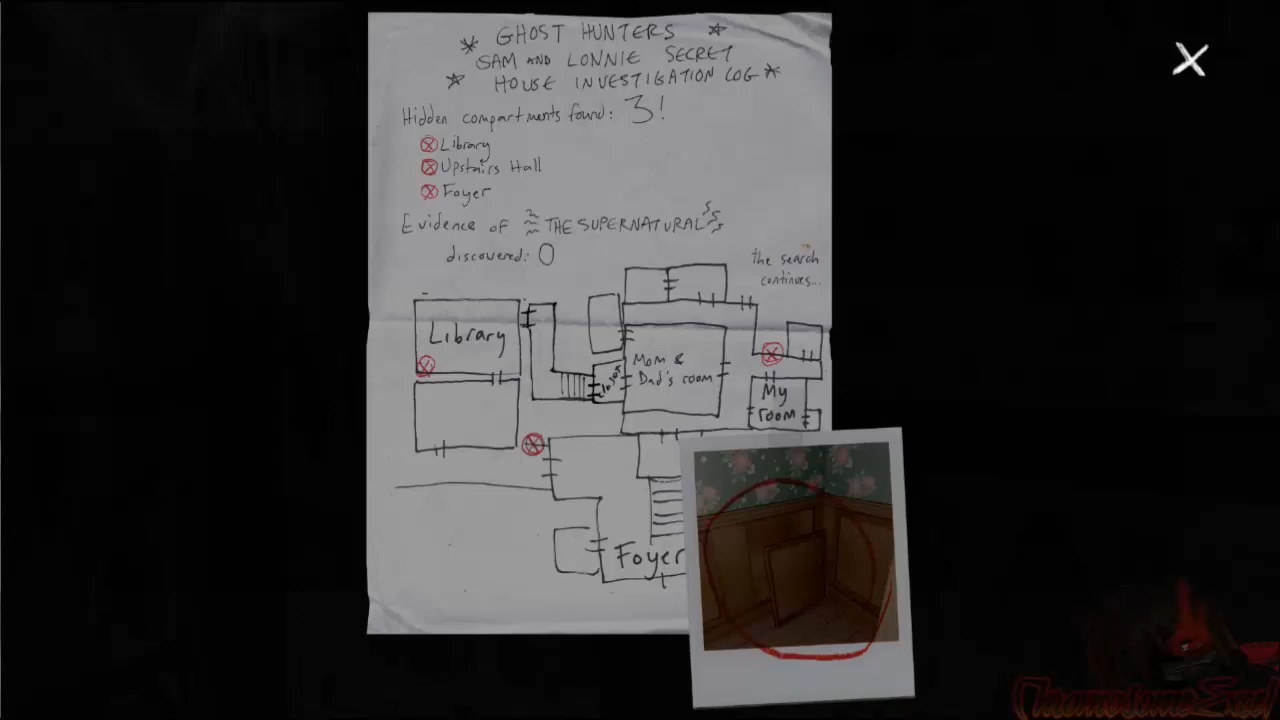 GHOST HUNTERS
SAM AND LONNIE SECRET
HOUSE INVESTIGATION LOG
Hidden compartments found: 3!
Library
Upstairs Hall
Foyer
Evidence of THE SUPERNATURAL
discovered: 0
the search
continues...
Library
Mom &
Dad's room
closet
My
room
Foyer